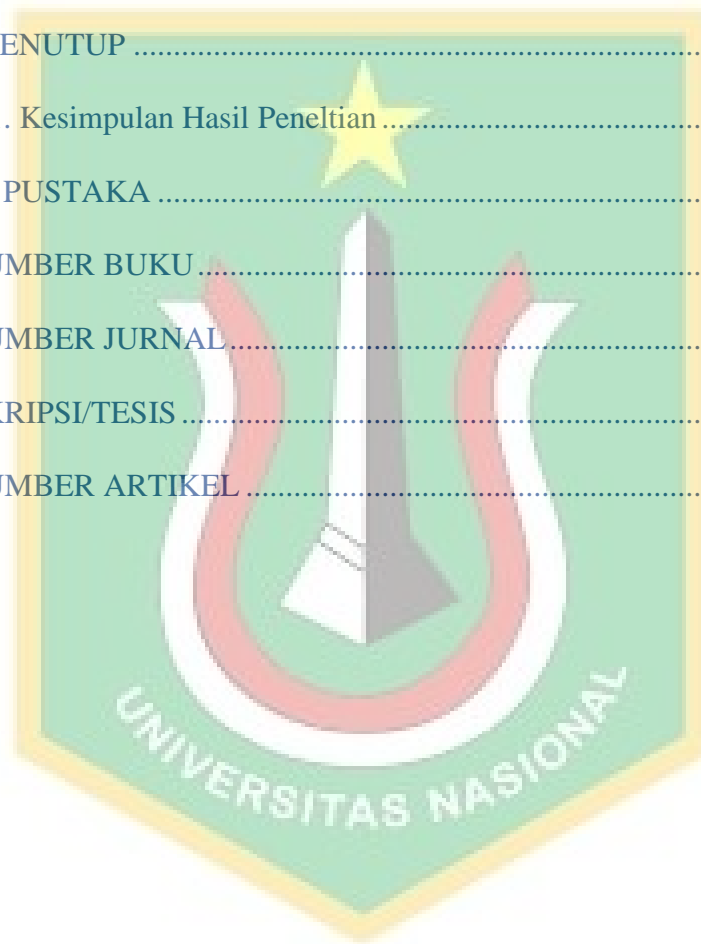 ENUTUP ........................................................................
. Kesimpulan Hasil Peneltian ........................................
PUSTAKA ....................................................................
UMBER BUKU ............................................................
UMBER JURNAL ........................................................
KRIPSI/TESIS ..............................................................
UMBER ARTIKEL ......................................................
UNIVERSITAS NASIONAL